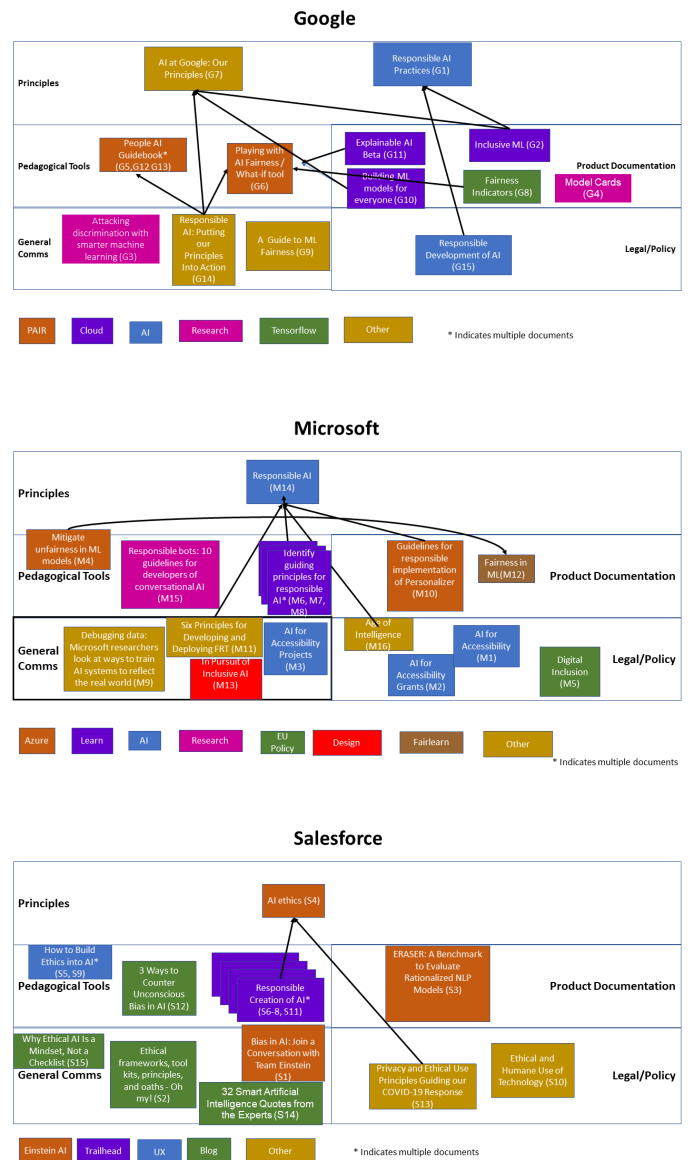 Google
Principles
AI at Google: Our
Principles (G7)
Responsible AI
Practices (G1)
Pedagogical Tools
People AI
Guidebook*
(G5,G12 G13)
Playing with
AI Fairness /
What-if tool
(G6)
Explainable AI
Beta (G11)
Building ML
models for
everyone (G10)
Inclusive ML (G2)
Product Documentation
Fairness
Indicators (G8)
Model Cards
(G4)
General
Comms
Attacking
discrimination with
smarter machine
learning (G3)
Responsible
AI: Putting
our
Principles
Into Action
(G14)
A Guide to ML
Fairness (G9)
Responsible
Development of AI
(G15)
Legal/Policy
PAIR
Cloud
AI
Research
Tensorflow
Other
* Indicates multiple documents
Microsoft
Principles
Responsible AI
(M14)
Mitigate
unfairness in ML
models (M4)
Pedagogical Tools
Responsible bots: 10
guidelines for
developers of
conversational AI
(M15)
Identify
guiding
principles for
responsible
AI* (M6, M7,
M8)
Guidelines for
responsible
implementation
of Personalizer
(M10)
Fairness in
ML(M12)
Product Documentation
General
Comms
Debugging data:
Microsoft researchers
look at ways to train
AI systems to reflect
the real world (M9)
Six Principles for
Developing and
Deploying FRT (M11)
In Pursuit of
Inclusive AI
(M13)
AI for
Accessibility
Projects
(M3)
Age of
Intelligence
(M16)
AI for
Accessibility
Grants (M2)
AI for
Accessibility
(M1)
Digital
Inclusion
(M5)
Legal/Policy
Azure
Learn
AI
Research
EU
Policy
Design
Fairlearn
Other
* Indicates multiple documents
Salesforce
Principles
AI ethics (S4)
How to Build
Ethics into AI*
(S5, S9)
Pedagogical Tools
3 Ways to
Counter
Unconscious
Bias in AI (S12)
Responsible
Creation of AI*
(S6-8, S11)
ERASER: A Benchmark
to Evaluate
Rationalized NLP
Models (S3)
Product Documentation
Why Ethical AI Is a
Mindset, Not a
Checklist (S15)
General Comms
Ethical
frameworks, tool
kits, principles,
and oaths - Oh
my! (S2)
Bias in AI: Join a
Conversation with
Team Einstein
(S1)
32 Smart Artificial
Intelligence Quotes from
the Experts (S14)
Privacy and Ethical Use
Principles Guiding our
COVID-19 Response
(S13)
Ethical and
Humane Use of
Technology (S10)
Legal/Policy
Einstein AI
Trailhead
UX
Blog
Other
* Indicates multiple documents